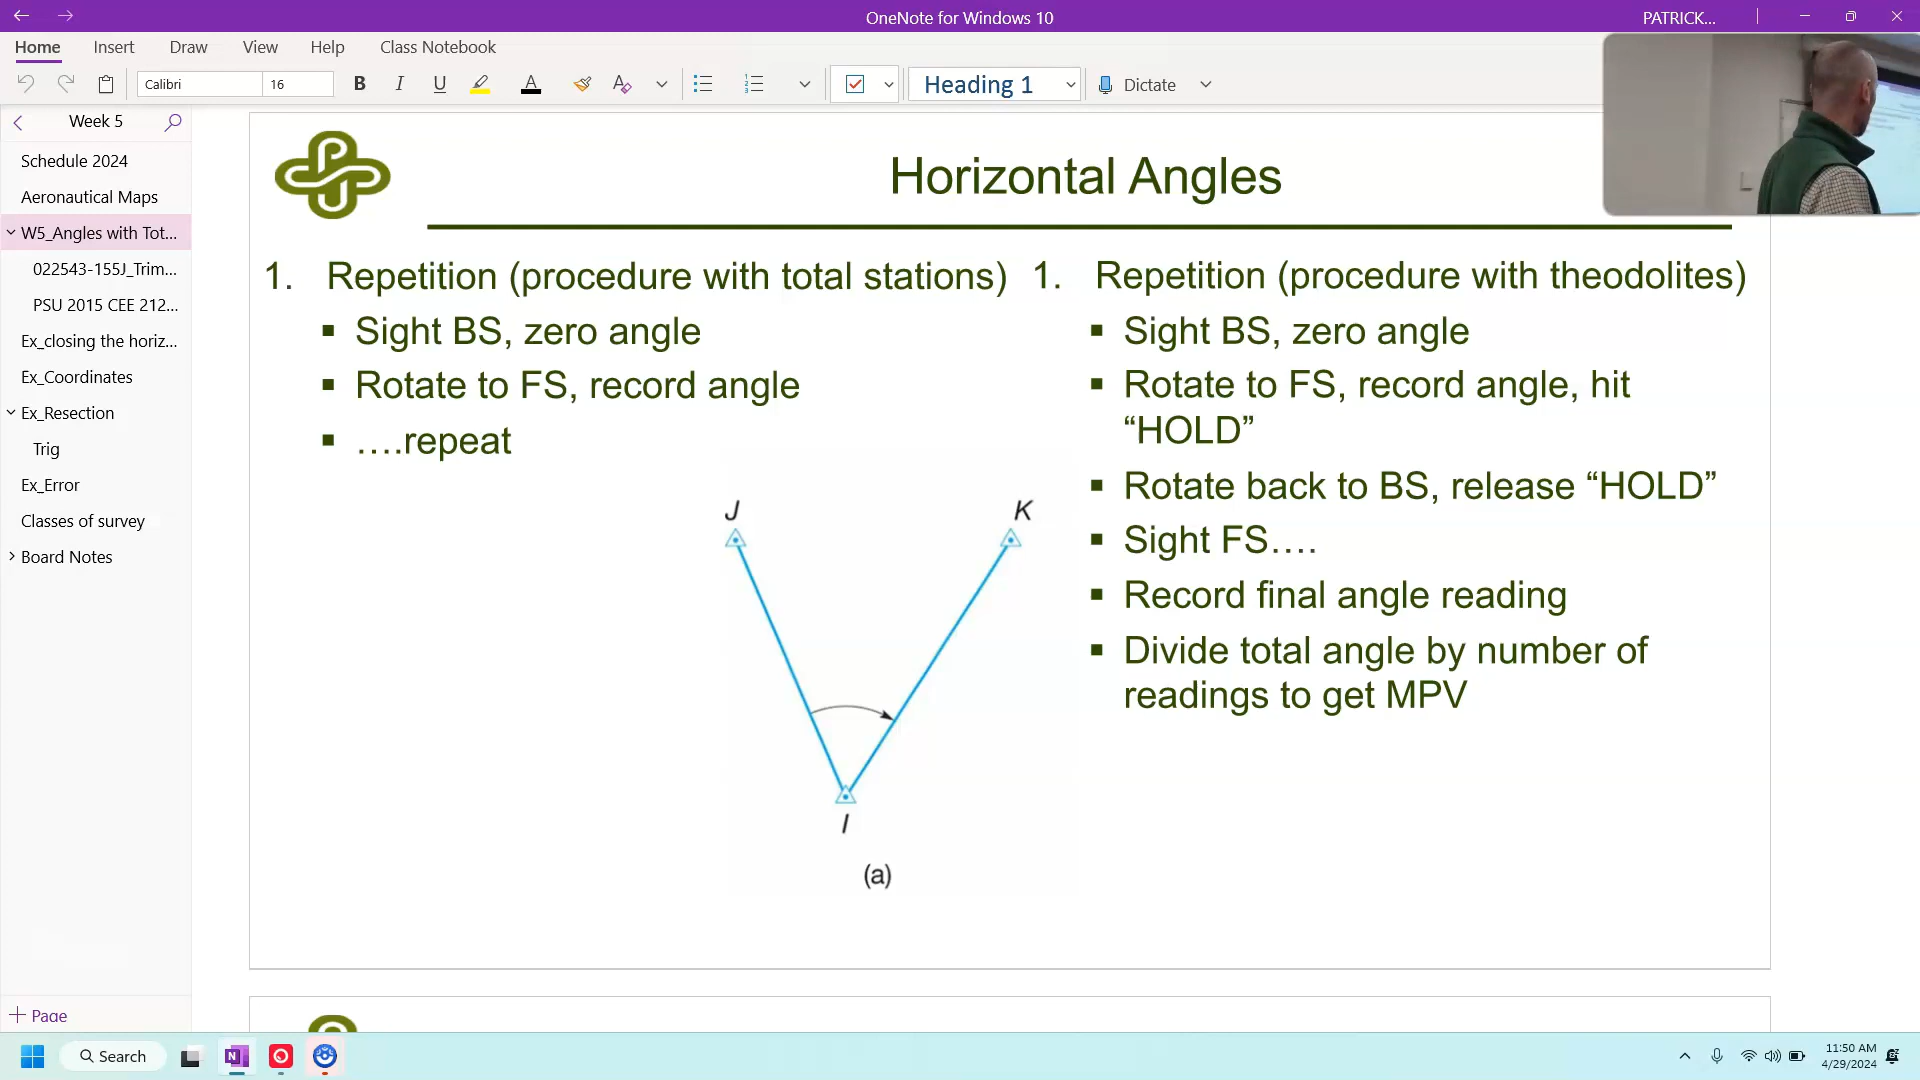 OneNote for Windows 10
PATRICK...
Home Insert Draw View Help Class Notebook
Calibri 16 B I U A Heading 1 Dictate
Week 5
Schedule 2024
Aeronautical Maps
W5_Angles with Tot...
022543-155J_Trim...
PSU 2015 CEE 212...
Ex_closing the horiz...
Ex_Coordinates
Ex_Resection
Trig
Ex_Error
Classes of survey
Board Notes
+ Page
P
U
Horizontal Angles
1. Repetition (procedure with total stations)
▪ Sight BS, zero angle
▪ Rotate to FS, record angle
▪ ....repeat
J K
I
(a)
1. Repetition (procedure with theodolites)
▪ Sight BS, zero angle
▪ Rotate to FS, record angle, hit
“HOLD”
▪ Rotate back to BS, release “HOLD”
▪ Sight FS....
▪ Record final angle reading
▪ Divide total angle by number of
readings to get MPV
Search
N
11:50 AM
4/29/2024